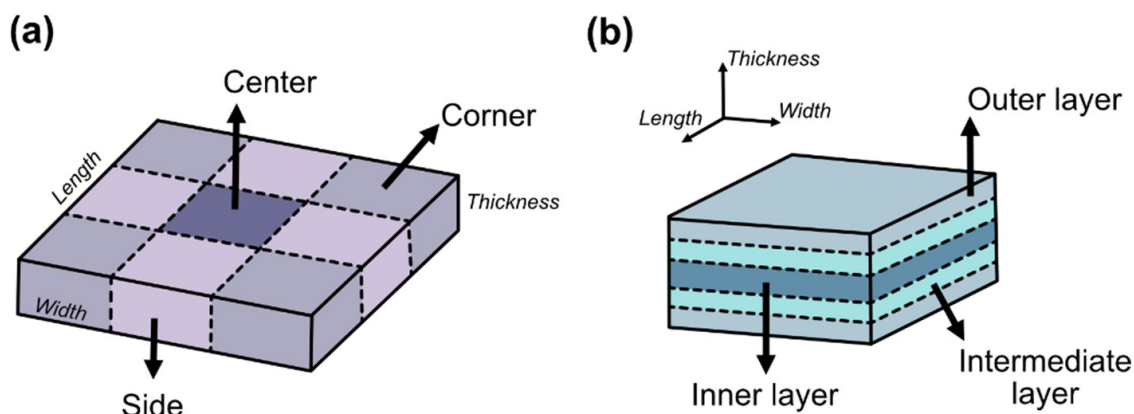 (a)
Center
Corner
Length
Thickness
Width
Side
(b)
Thickness
Length
Width
Outer layer
Inner layer
Intermediate
layer